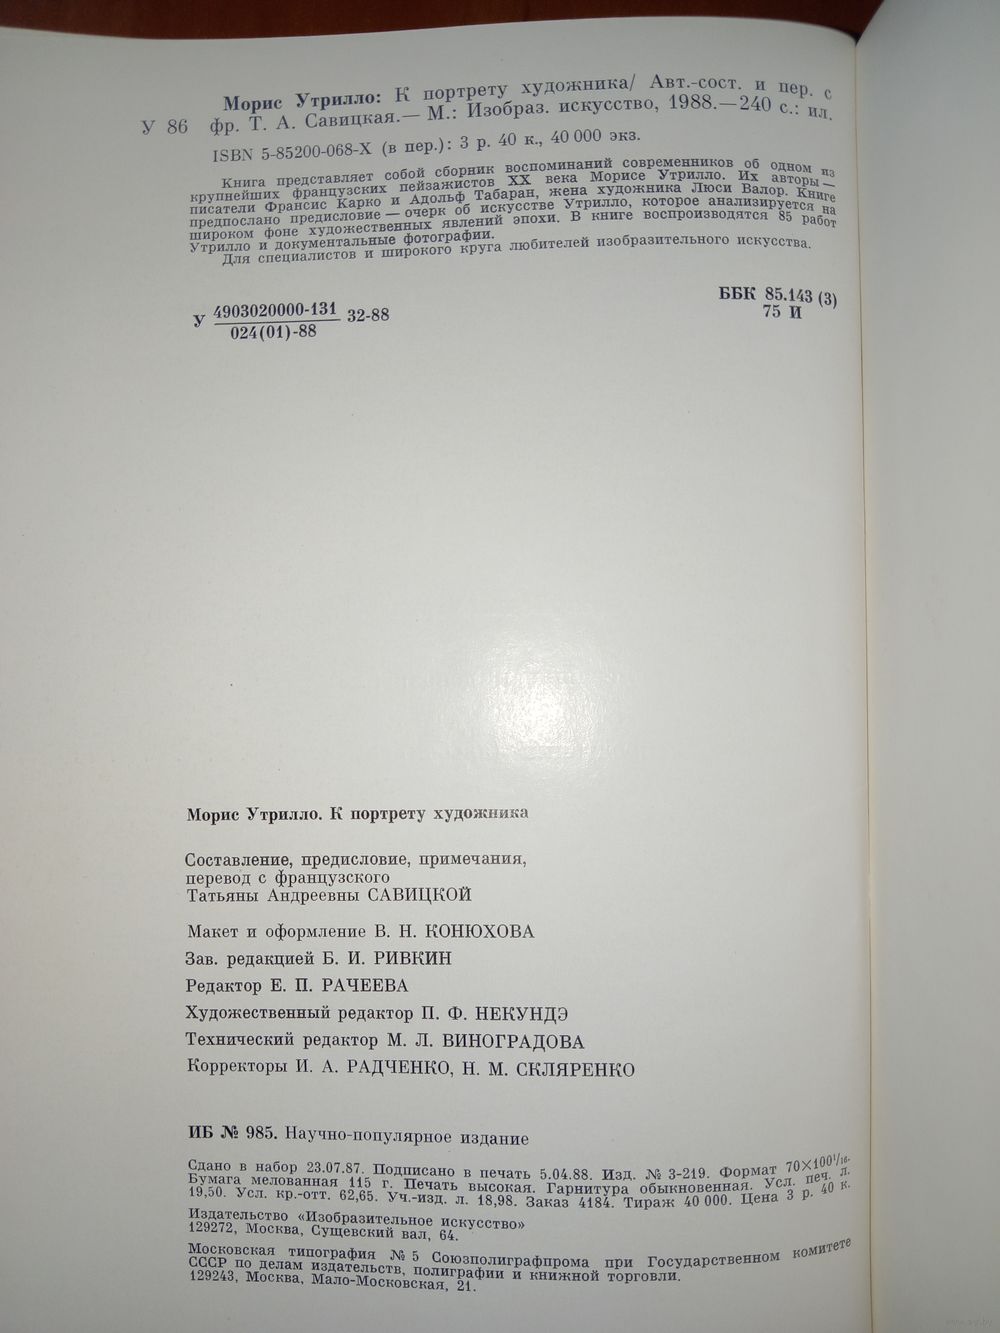 Морис Утрилло: К портрету художника/ Авт.-сост. и пер. с
У 86 фр. Т. А. Савицкая.— М.: Изобраз. искусство, 1988.—240 с.: ил.
ISBN 5-85200-068-X (в пер.): 3 р. 40 к., 40 000 экз.
Книга представляет собой сборник воспоминаний современников об одном из
крупнейших французских пейзажистов XX века Морисе Утрилло. Их авторы—
писатели Франсис Карко и Адольф Табаран, жена художника Люси Валор. Книге
предпослано предисловие—очерк об искусстве Утрилло, которое анализируется на
широком фоне художественных явлений эпохи. В книге воспроизводятся 85 работ
Утрилло и документальные фотографии.
Для специалистов и широкого круга любителей изобразительного искусства.
У 4903020000-131 32-88
024(01)-88
ББК 85.143 (3)
75 И
Морис Утрилло. К портрету художника
Составление, предисловие, примечания,
перевод с французского
Татьяны Андреевны САВИЦКОЙ
Макет и оформление В. Н. КОНЮХОВА
Зав. редакцией Б. И. РИВКИН
Редактор Е. П. РАЧЕЕВА
Художественный редактор П. Ф. НЕКУНДЭ
Технический редактор М. Л. ВИНОГРАДОВА
Корректоры И. А. РАДЧЕНКО, Н. М. СКЛЯРЕНКО
ИБ № 985. Научно-популярное издание
Сдано в набор 23.07.87. Подписано в печать 5.04.88. Изд. № 3-219. Формат 70×100¹/₁₆.
Бумага мелованная 115 г. Печать высокая. Гарнитура обыкновенная. Усл. печ. л.
19,50. Усл. кр.-отт. 62,65. Уч.-изд. л. 18,98. Заказ 4184. Тираж 40 000. Цена 3 р. 40 к.
Издательство «Изобразительное искусство»
129272, Москва, Сущевский вал, 64.
Московская типография № 5 Союзполиграфпрома при Государственном комитете
СССР по делам издательств, полиграфии и книжной торговли.
129243, Москва, Мало-Московская, 21.